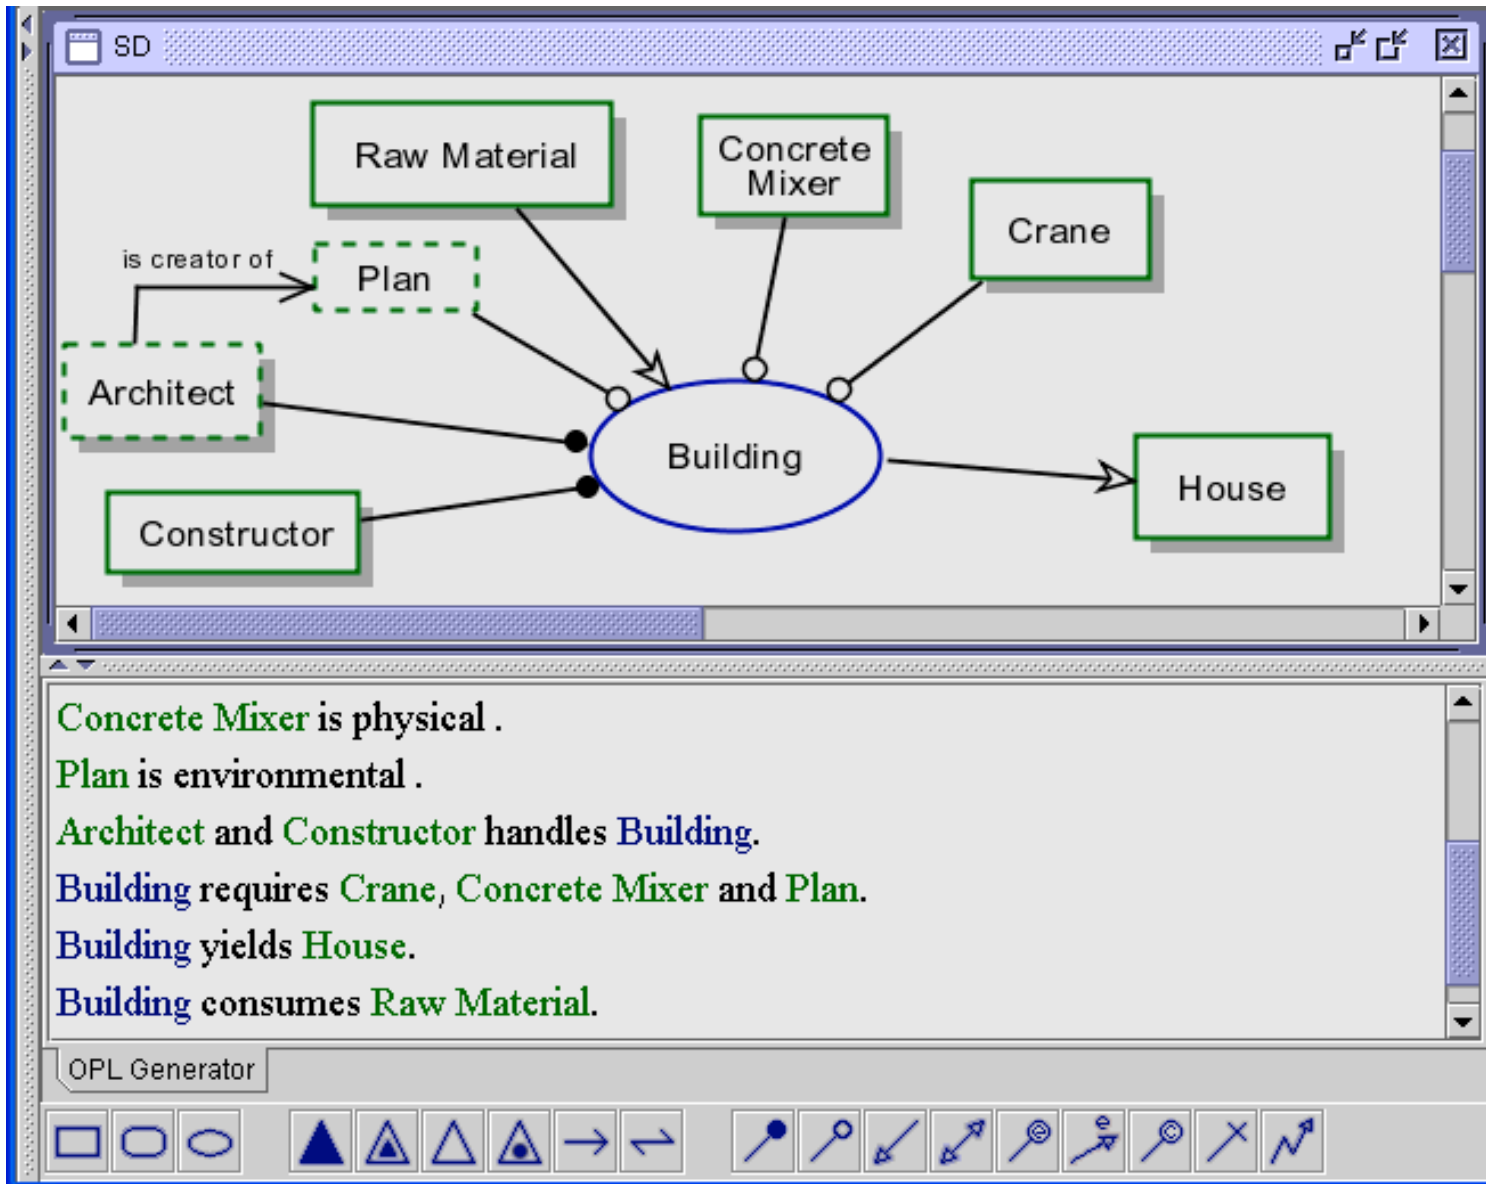 SD
Raw Material
Concrete
Mixer
Crane
is creator of
Plan
Architect
Building
House
Constructor
Concrete Mixer is physical .
Plan is environmental .
Architect and Constructor handles Building.
Building requires Crane, Concrete Mixer and Plan.
Building yields House.
Building consumes Raw Material.
OPL Generator
e
e
c